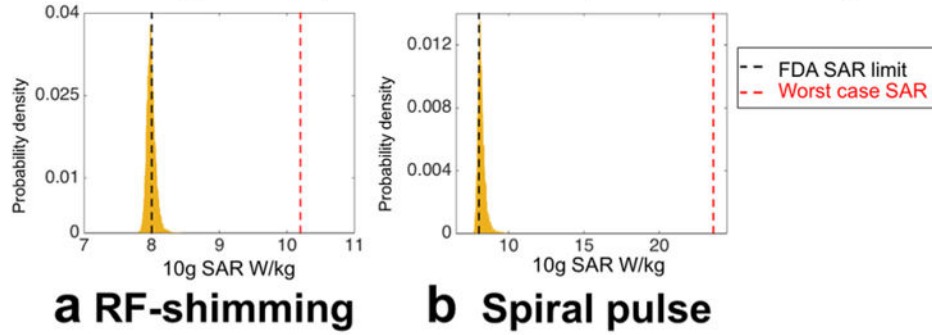 0.04
0.025
0.01
0
Probability density
7
8
9
10
11
10g SAR W/kg
a RF-shimming
0.012
0.008
0.004
0
Probability density
10
15
20
10g SAR W/kg
b Spiral pulse
FDA SAR limit
Worst case SAR